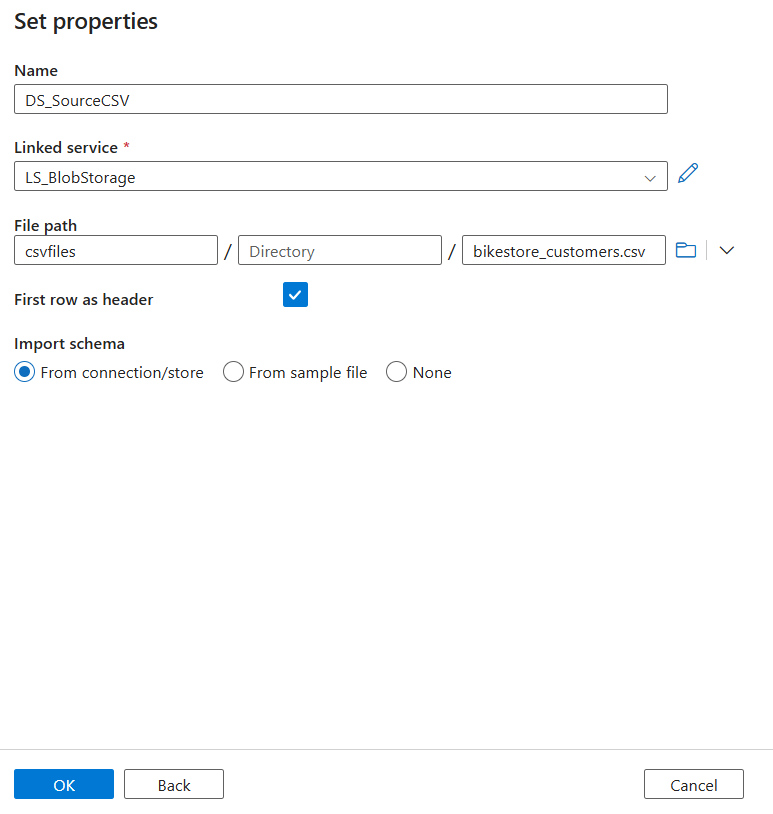 Set properties
Name
DS_SourceCSV
Linked service *
LS_BlobStorage
File path
csvfiles / Directory / bikestore_customers.csv
First row as header
Import schema
From connection/store From sample file None
OK Back Cancel